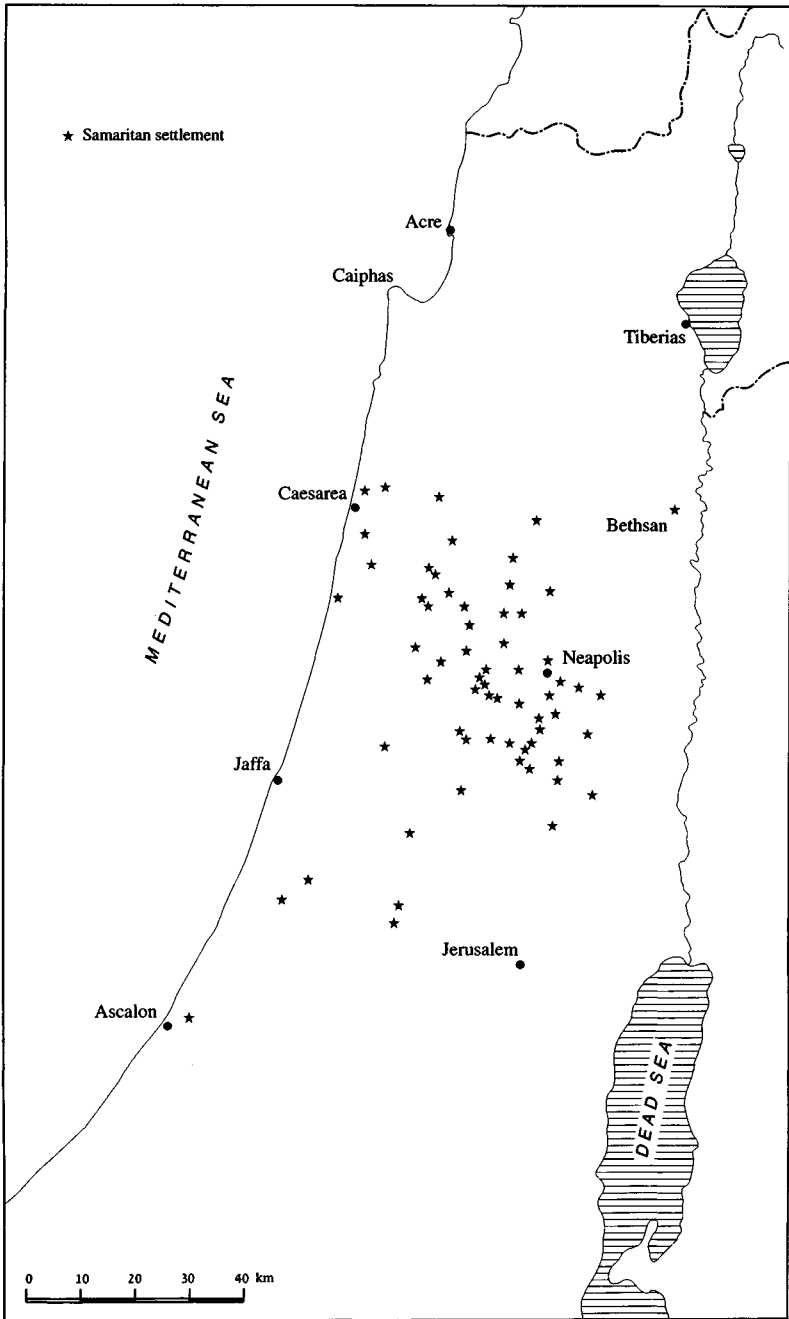 ★ Samaritan settlement
Acre
Caiphas
Tiberias
MEDITERRANEAN SEA
Caesarea
Bethsan
Neapolis
Jaffa
Jerusalem
Ascalon
DEAD SEA
0 10 20 30 40 km